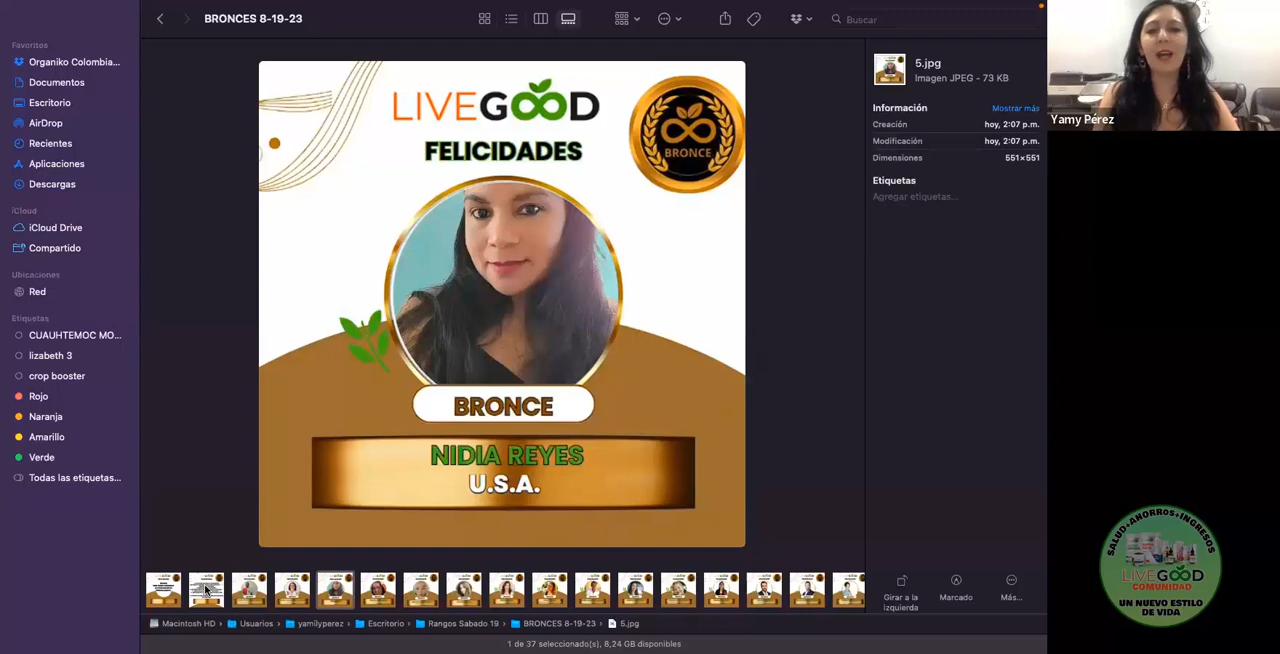 BRONCES 8-19-23
Buscar
Favoritos
Organiko Colombia...
Documentos
Escritorio
AirDrop
Recientes
Aplicaciones
Descargas
iCloud
iCloud Drive
Compartido
Ubicaciones
Red
Etiquetas
CUAUHTEMOC MO...
lizabeth 3
crop booster
Rojo
Naranja
Amarillo
Verde
Todas las etiquetas...
LIVEGOOD
FELICIDADES
BRONCE
BRONCE
NIDIA REYES
U.S.A.
5.jpg
Imagen JPEG - 73 KB
Información
Mostrar más
Creación
hoy, 2:07 p.m.
Modificación
hoy, 2:07 p.m.
Dimensiones
551×551
Etiquetas
Agregar etiquetas...
Girar a la
izquierda
Marcado
Más...
Macintosh HD › Usuarios › yamilyperez › Escritorio › Rangos Sabado 19 › BRONCES 8-19-23 › 5.jpg
1 de 37 seleccionado(s), 8,24 GB disponibles
Yamy Pérez
SALUD+AHORROS+INGRESOS
LIVEGOOD
COMUNIDAD
UN NUEVO ESTILO
DE VIDA